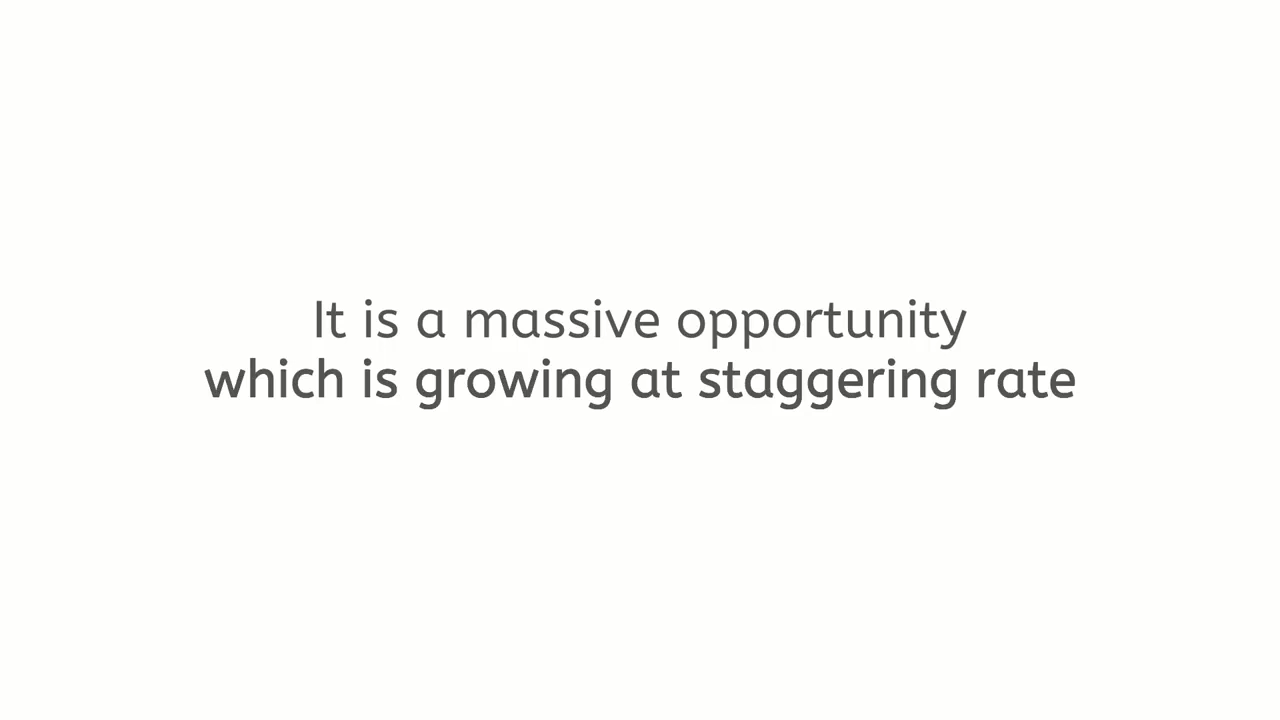 It is a massive opportunity
which is growing at staggering rate